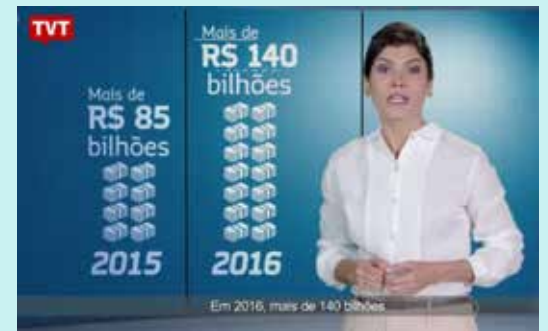 TVT
Mais de
R$ 85
bilhões
2015
Mais de
R$ 140
bilhões
2016
Em 2016, mais de 140 bilhões